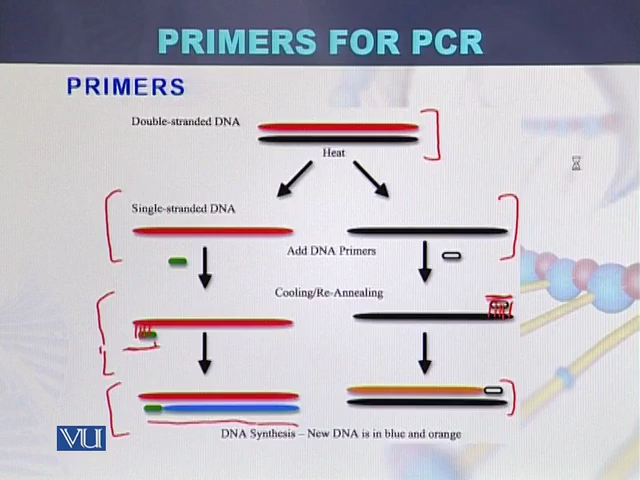 PRIMERS FOR PCR
PRIMERS
Double-stranded DNA
Heat
Single-stranded DNA
Add DNA Primers
Cooling/Re-Annealing
DNA Synthesis – New DNA is in blue and orange
VU